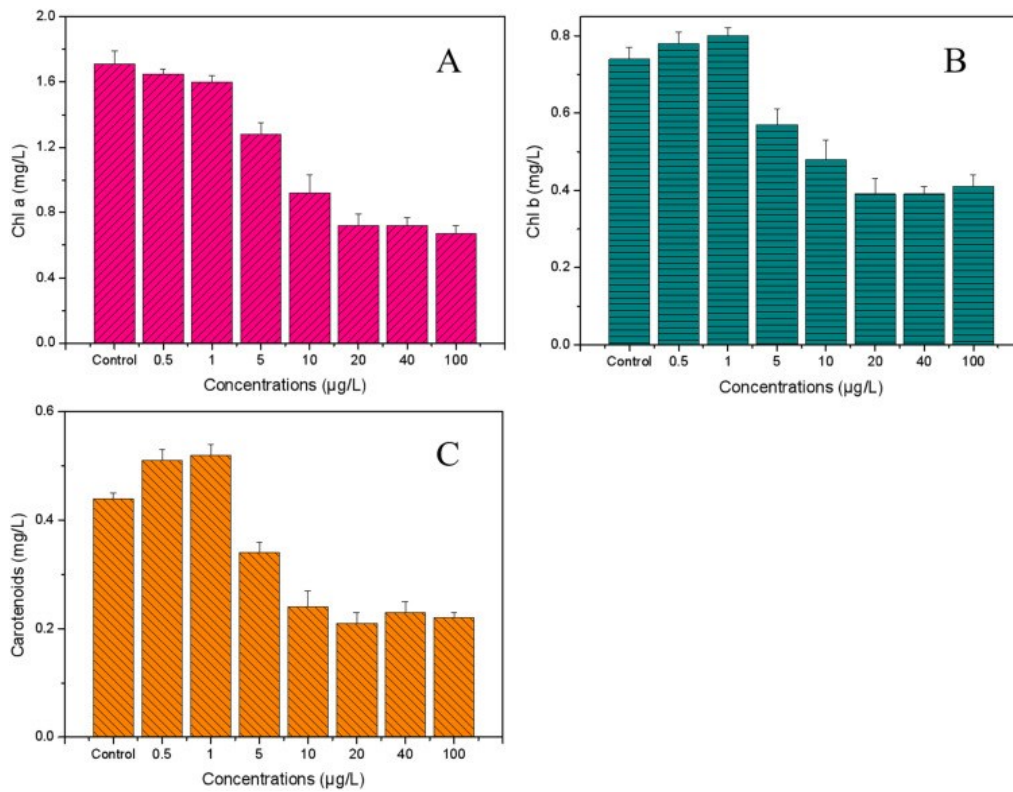 A
Chl a (mg/L)
2.0
1.6
1.2
0.8
0.4
0.0
Control 0.5 1 5 10 20 40 100
Concentrations (µg/L)
B
Chl b (mg/L)
0.8
0.6
0.4
0.2
0.0
Control 0.5 1 5 10 20 40 100
Concentrations (µg/L)
C
Carotenoids (mg/L)
0.6
0.4
0.2
0.0
Control 0.5 1 5 10 20 40 100
Concentrations (µg/L)